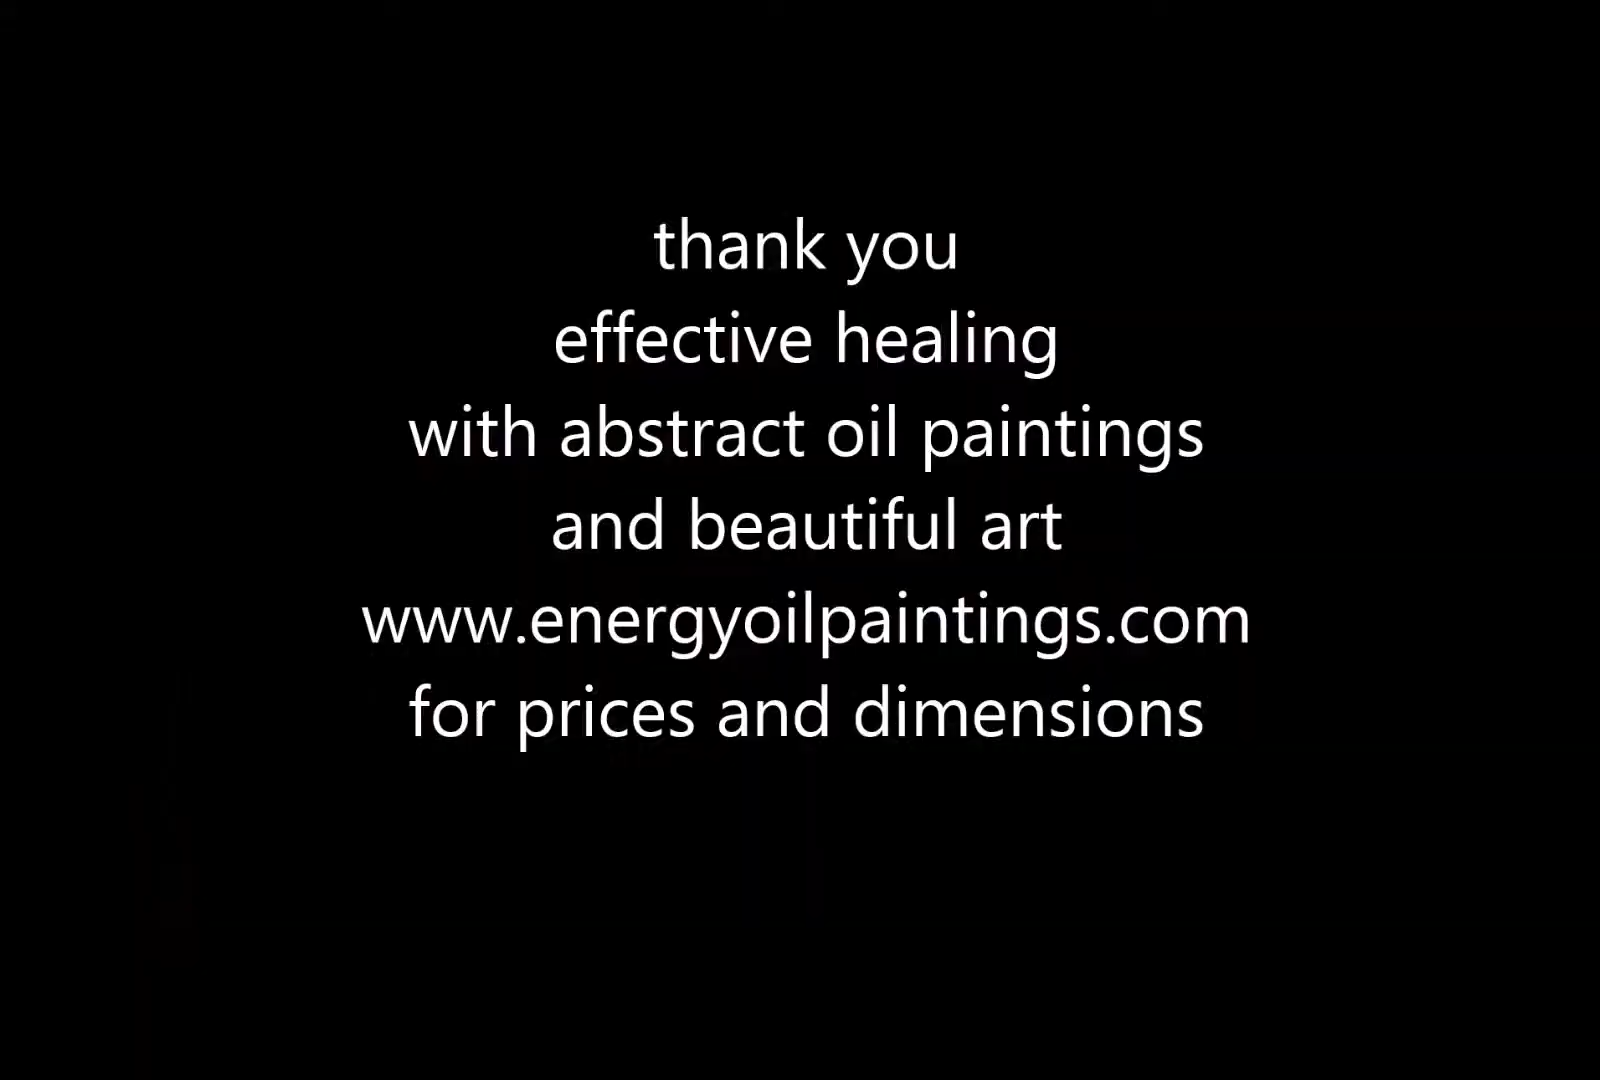 thank you
effective healing
with abstract oil paintings
and beautiful art
www.energyoilpaintings.com
for prices and dimensions